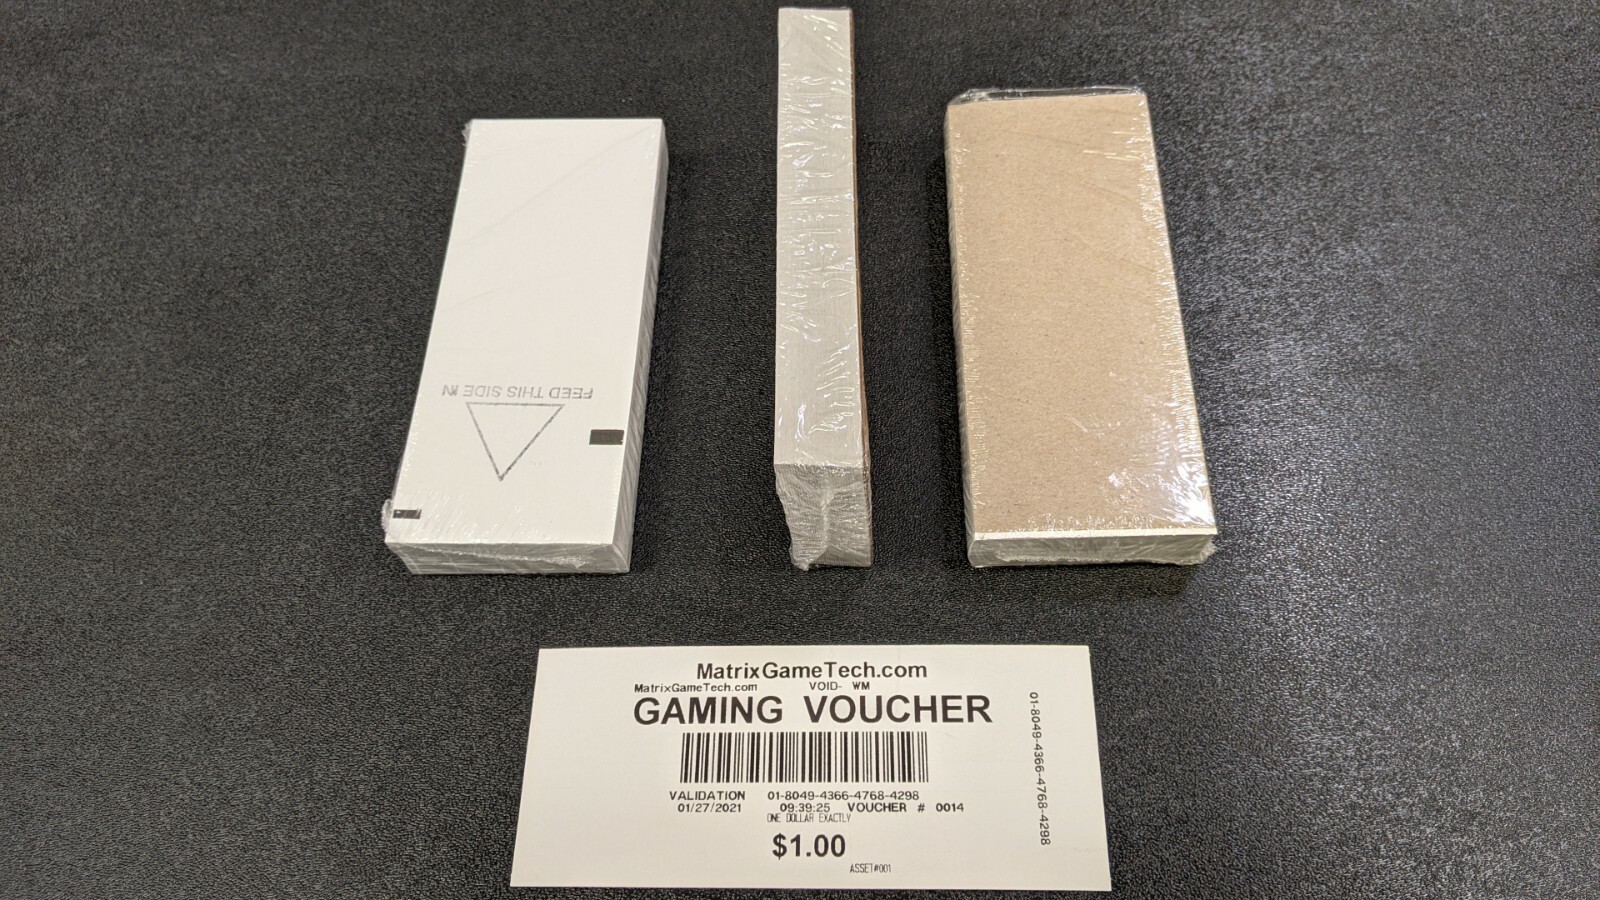 FEED THIS SIDE IN
MatrixGameTech.com
MatrixGameTech.com VOID- WM
GAMING VOUCHER
VALIDATION 01-8049-4366-4768-4298
01/27/2021 09:39:25 VOUCHER # 0014
ONE DOLLAR EXACTLY
$1.00
ASSET#001
01-8049-4366-4768-4298